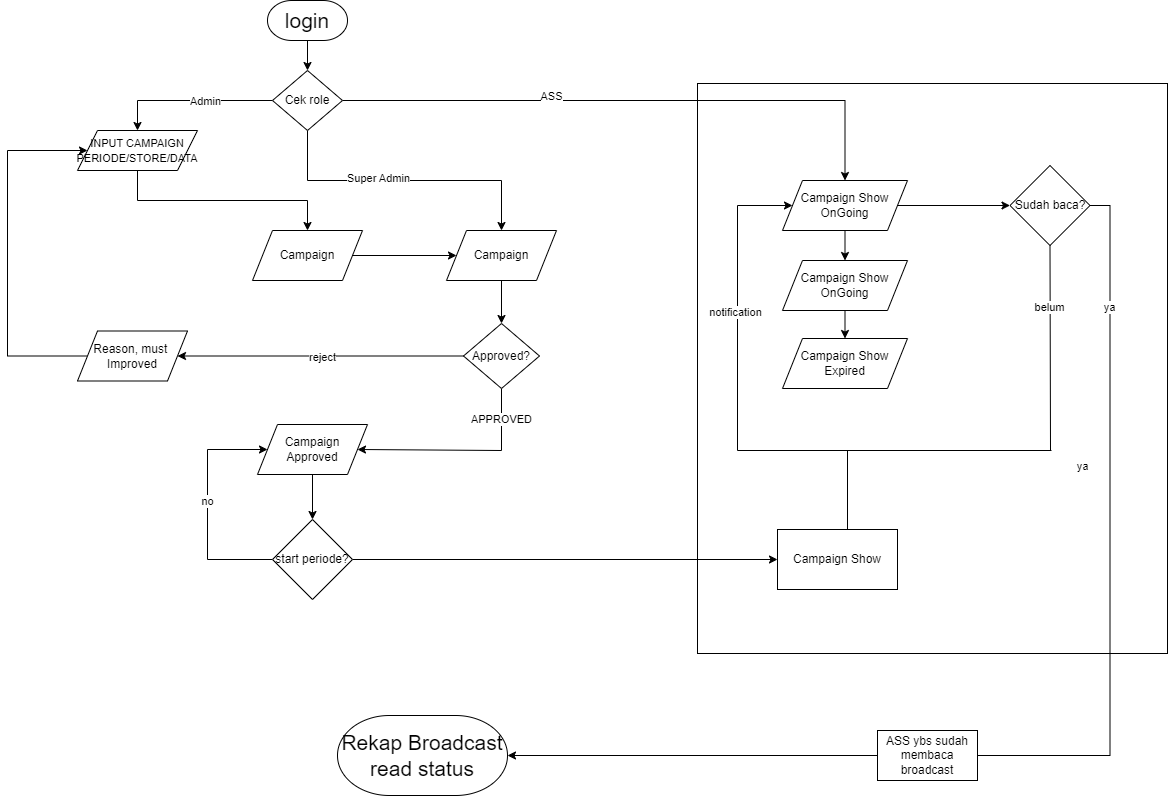 login
Cek role
Admin
ASS
Super Admin
INPUT CAMPAIGN
PERIODE/STORE/DATA
Campaign
Campaign
Campaign Show
OnGoing
Sudah baca?
Campaign Show
OnGoing
notification
belum
ya
Reason, must
Improved
reject
Approved?
Campaign Show
Expired
APPROVED
Campaign
Approved
ya
no
start periode?
Campaign Show
Rekap Broadcast
read status
ASS ybs sudah
membaca
broadcast